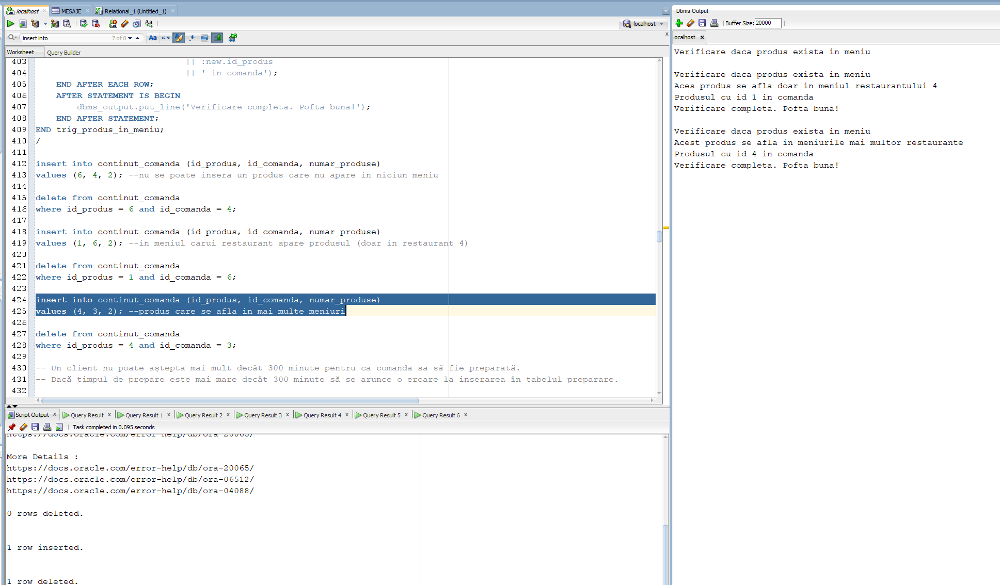 localhost
MESAJE
Relational_1 (Untitled_1)
localhost
insert into
7 of 8
Aa
“”
.*
Worksheet
Query Builder
403 || :new.id_produs
404 || ' in comanda');
405 END AFTER EACH ROW;
406 AFTER STATEMENT IS BEGIN
407 dbms_output.put_line('Verificare completa. Pofta buna!');
408 END AFTER STATEMENT;
409 END trig_produs_in_meniu;
410 /
411
412 insert into continut_comanda (id_produs, id_comanda, numar_produse)
413 values (6, 4, 2); --nu se poate insera un produs care nu apare in niciun meniu
414
415 delete from continut_comanda
416 where id_produs = 6 and id_comanda = 4;
417
418 insert into continut_comanda (id_produs, id_comanda, numar_produse)
419 values (1, 6, 2); --in meniul carui restaurant apare produsul (doar in restaurant 4)
420
421 delete from continut_comanda
422 where id_produs = 1 and id_comanda = 6;
423
424 insert into continut_comanda (id_produs, id_comanda, numar_produse)
425 values (4, 3, 2); --produs care se afla in mai multe meniuri
426
427 delete from continut_comanda
428 where id_produs = 4 and id_comanda = 3;
429
430 -- Un client nu poate aștepta mai mult decât 300 minute pentru ca comanda sa să fie preparată.
431 -- Dacă timpul de prepare este mai mare decât 300 minute să se arunce o eroare la inserarea în tabelul preparare.
432
Script Output
Query Result
Query Result 1
Query Result 2
Query Result 3
Query Result 4
Query Result 5
Query Result 6
Task completed in 0.095 seconds
https://docs.oracle.com/error-help/db/ora-20065/
More Details :
https://docs.oracle.com/error-help/db/ora-20065/
https://docs.oracle.com/error-help/db/ora-06512/
https://docs.oracle.com/error-help/db/ora-04088/
0 rows deleted.
1 row inserted.
1 row deleted.
Dbms Output
Buffer Size: 20000
localhost
Verificare daca produs exista in meniu
Verificare daca produs exista in meniu
Aces produs se afla doar in meniul restaurantului 4
Produsul cu id 1 in comanda
Verificare completa. Pofta buna!
Verificare daca produs exista in meniu
Acest produs se afla in meniurile mai multor restaurante
Produsul cu id 4 in comanda
Verificare completa. Pofta buna!